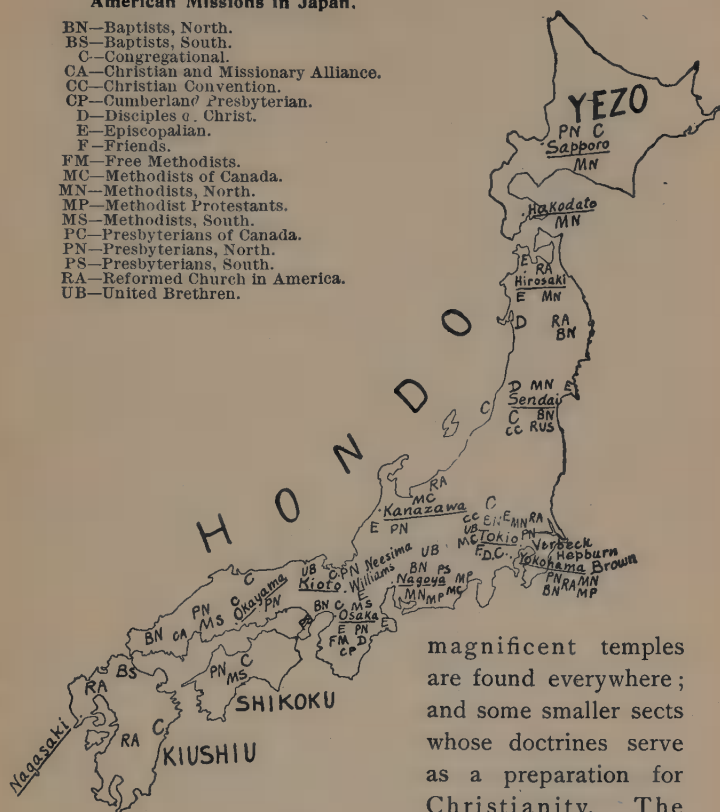 American Missions in Japan.
BN—Baptists, North.
BS—Baptists, South.
C—Congregational.
CA—Christian and Missionary Alliance.
CC—Christian Convention.
CP—Cumberland Presbyterian.
D—Disciples o. Christ.
E—Episcopalian.
F—Friends.
FM—Free Methodists.
MC—Methodists of Canada.
MN—Methodists, North.
MP—Methodist Protestants.
MS—Methodists, South.
PC—Presbyterians of Canada.
PN—Presbyterians, North.
PS—Presbyterians, South.
RA—Reformed Church in America.
UB—United Brethren.
YEZO
PN C
Sapporo
MN
Hakodato
MN
E
RA
Hirosaki
E MN
D RA
BN
D MN E
Sendai
C BN
CC RUS
C
HONDO
RA
MC
Kanazawa
E PN
C
CC E MN RA
UB
MC Tokio PN
Verbeck
Hepburn
E D C
Yokohama Brown
PN RA MN
BN MP
UB
BN PS
Nagoya MP
MN MP MC
UB C PN Neesima
Kioto Williams
E
BN C MS
Osaka
E PN E
FM D
CP
C
C Okayama
PN
PN
MS
BN CA
PN C
MS
SHIKOKU
BS
RA
C
RA
KIUSHIU
Nagasaki
magnificent temples
are found everywhere;
and some smaller sects
whose doctrines serve
as a preparation for
Christianity. The